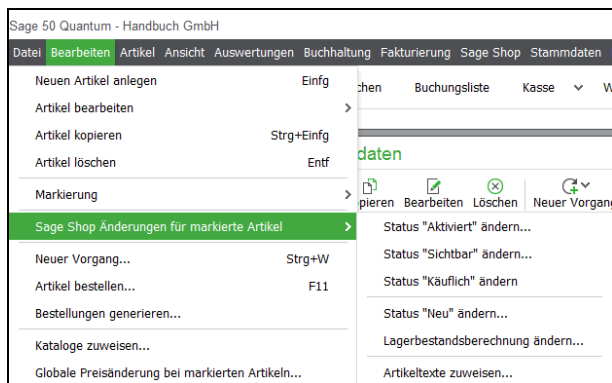 Sage 50 Quantum - Handbuch GmbH
Datei Bearbeiten Artikel Ansicht Auswertungen Buchhaltung Fakturierung Sage Shop Stammdaten
chen Buchungsliste Kasse W
Neuen Artikel anlegen Einfg
Artikel bearbeiten
Artikel kopieren Strg+Einfg
Artikel löschen Entf
daten
pieren Bearbeiten Löschen Neuer Vorgang
Markierung
Sage Shop Änderungen für markierte Artikel
Neuer Vorgang... Strg+W
Artikel bestellen... F11
Bestellungen generieren...
Kataloge zuweisen...
Globale Preisänderung bei markierten Artikeln...
Status "Aktiviert" ändern...
Status "Sichtbar" ändern...
Status "Käuflich" ändern
Status "Neu" ändern...
Lagerbestandsberechnung ändern...
Artikeltexte zuweisen...